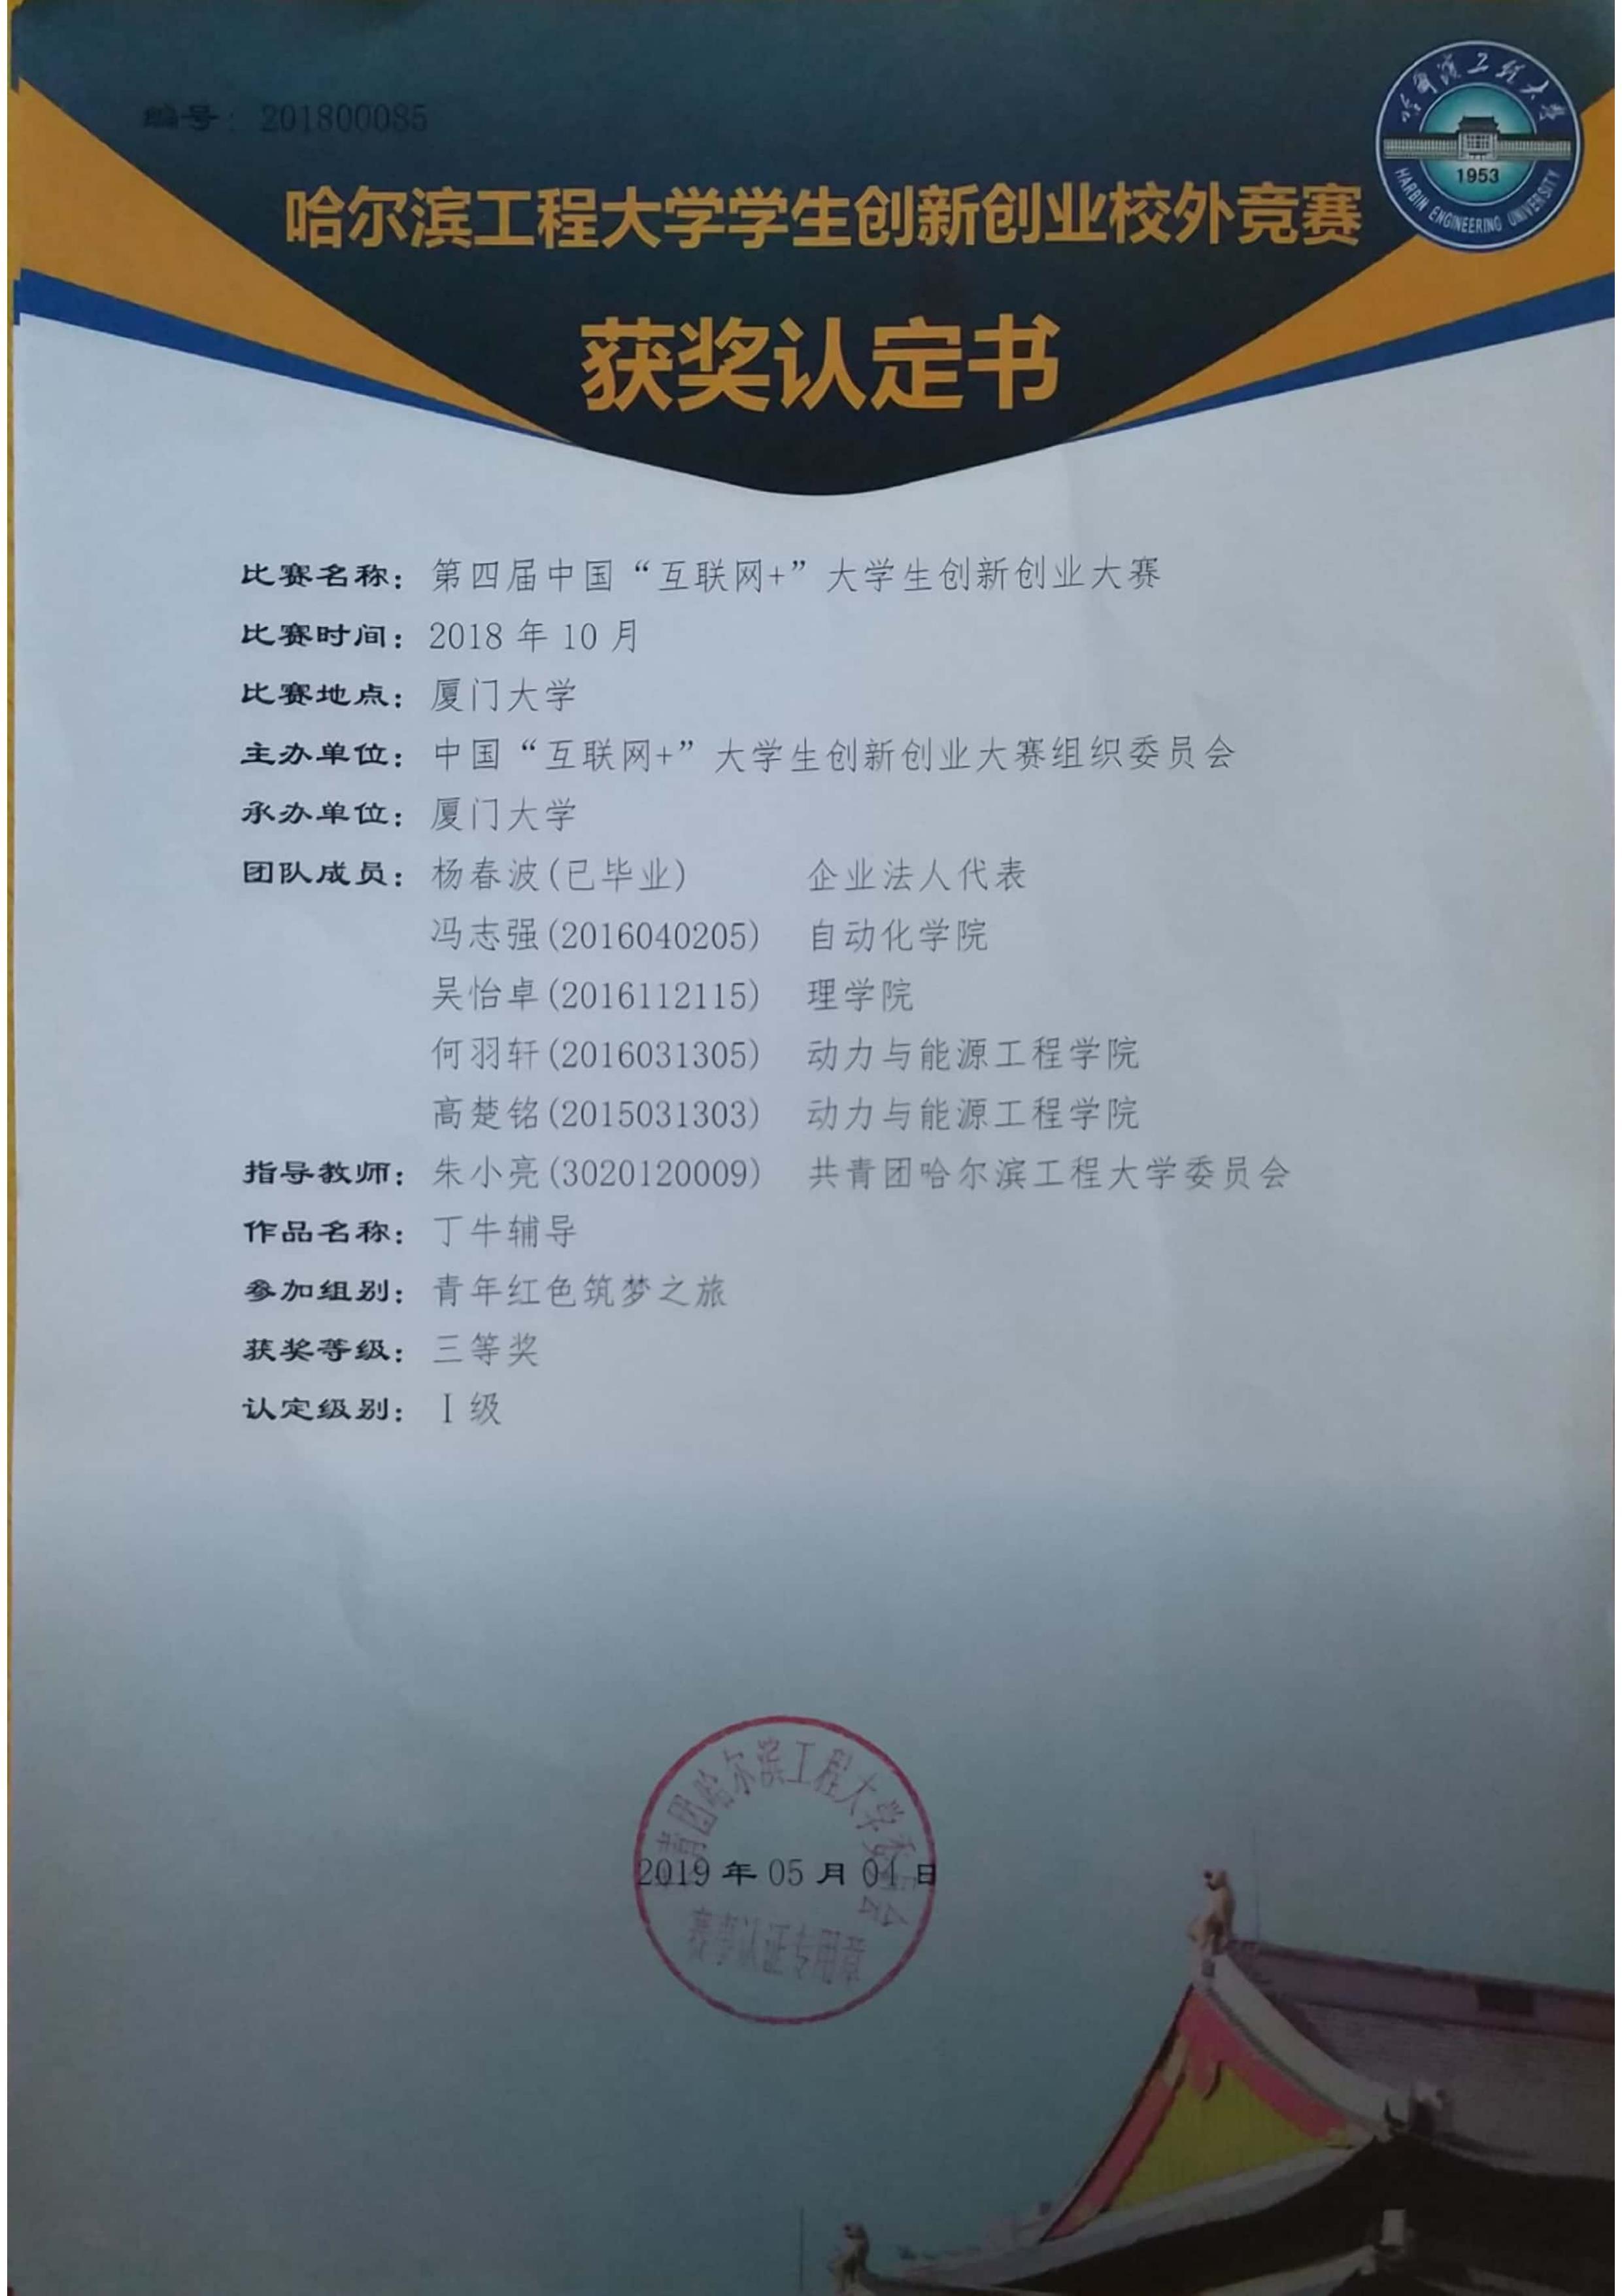 编号：201800085
哈尔滨工程大学
1953
HARBIN ENGINEERING UNIVERSITY
哈尔滨工程大学学生创新创业校外竞赛
获奖认定书
比赛名称：第四届中国“互联网+”大学生创新创业大赛
比赛时间：2018 年 10 月
比赛地点：厦门大学
主办单位：中国“互联网+”大学生创新创业大赛组织委员会
承办单位：厦门大学
团队成员：杨春波(已毕业) 企业法人代表
冯志强(2016040205) 自动化学院
吴怡卓(2016112115) 理学院
何羽轩(2016031305) 动力与能源工程学院
高楚铭(2015031303) 动力与能源工程学院
指导教师：朱小亮(3020120009) 共青团哈尔滨工程大学委员会
作品名称：丁牛辅导
参加组别：青年红色筑梦之旅
获奖等级：三等奖
认定级别：Ⅰ级
共青团哈尔滨工程大学委员会
2019 年 05 月 04 日
赛事认证专用章